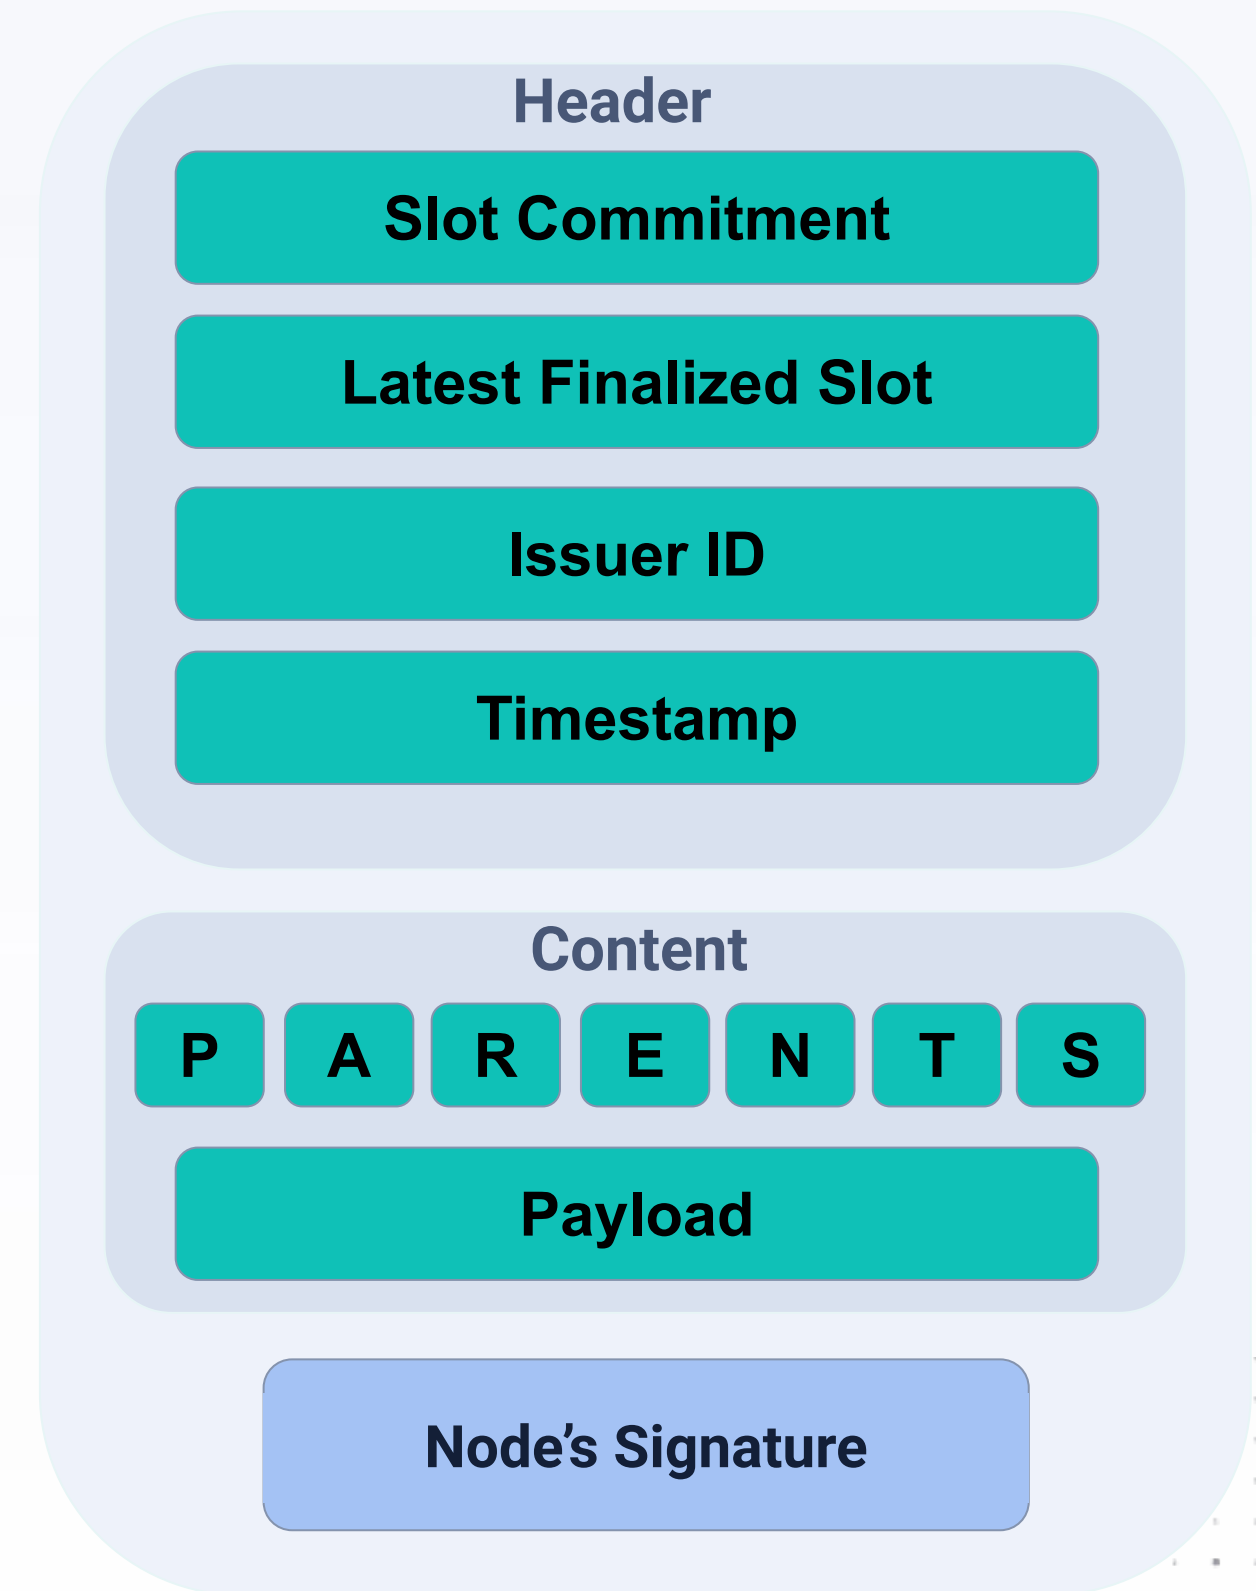 Header
Slot Commitment
Latest Finalized Slot
Issuer ID
Timestamp
Content
P A R E N T S
Payload
Node’s Signature